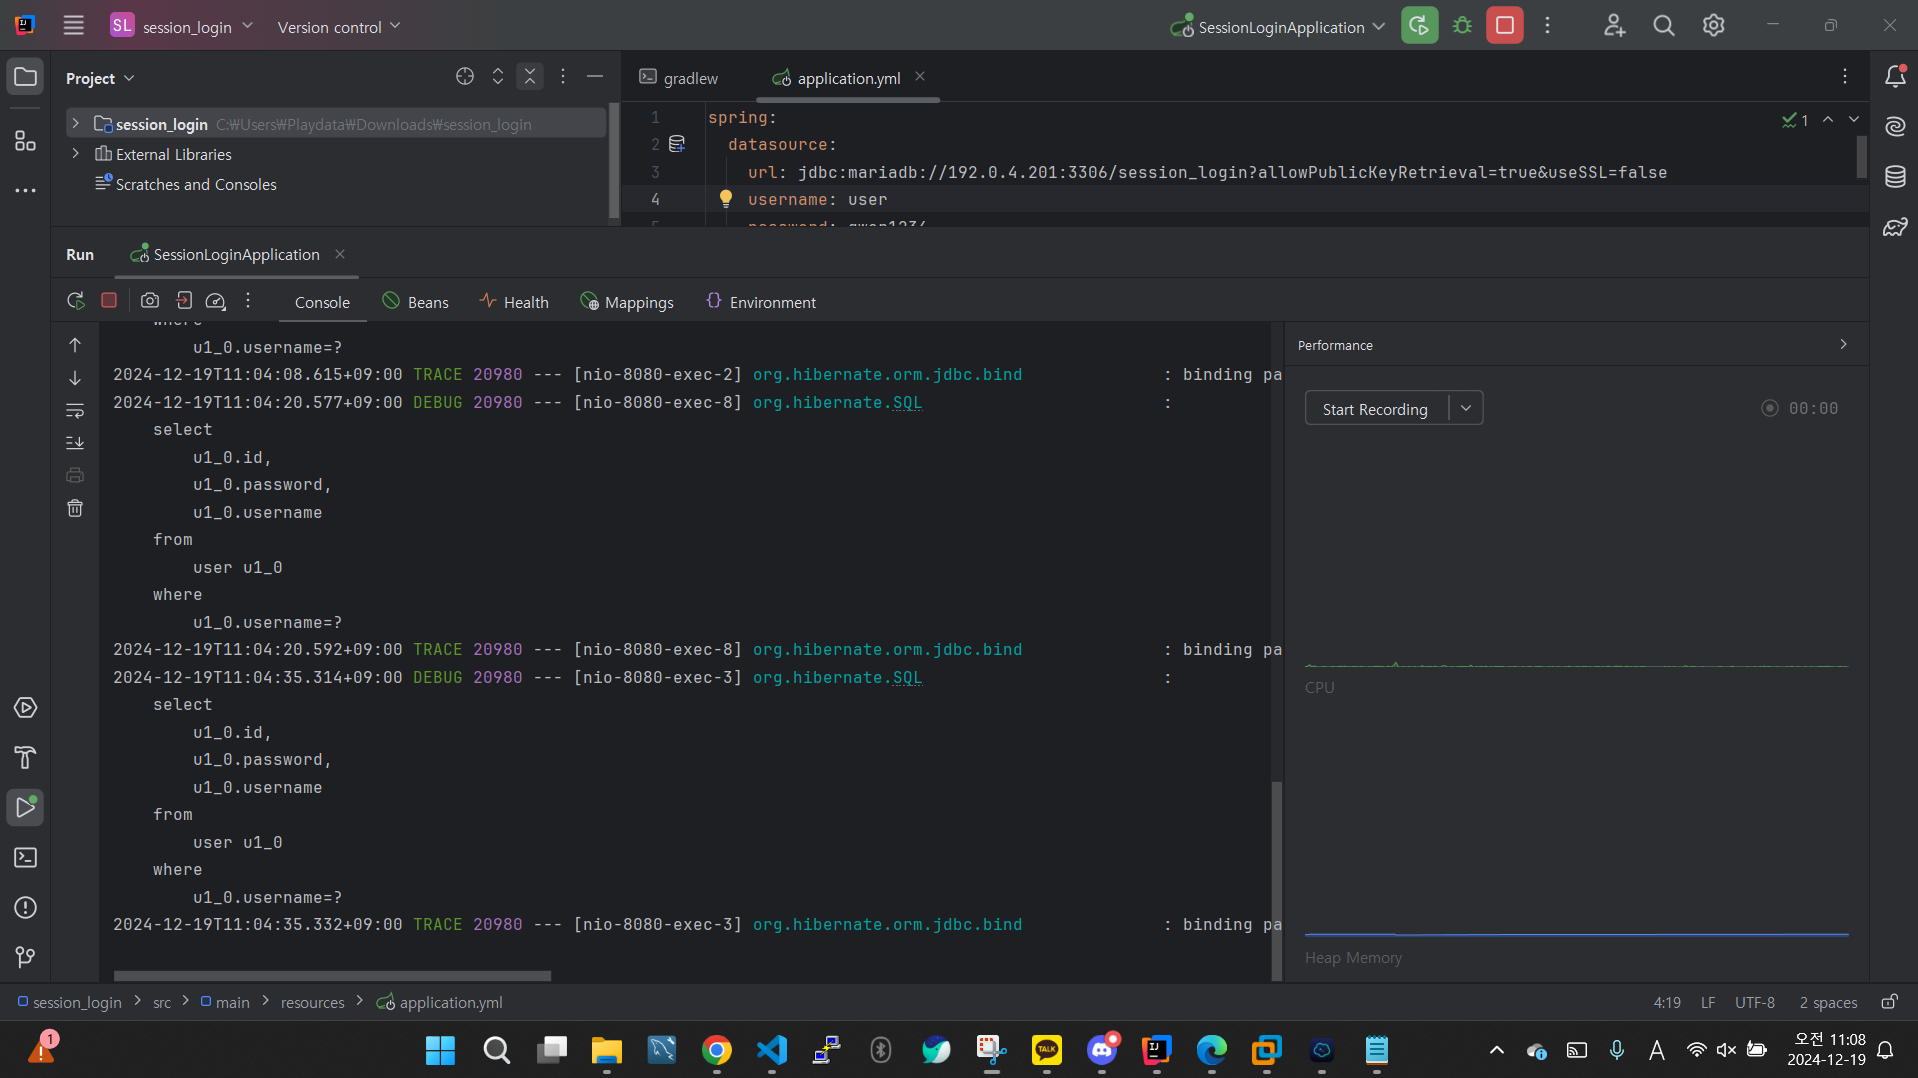 SL session_login Version control SessionLoginApplication
Project
session_login C:₩Users₩Playdata₩Downloads₩session_login
External Libraries
Scratches and Consoles
gradlew application.yml
1 spring:
2 datasource:
3 url: jdbc:mariadb://192.0.4.201:3306/session_login?allowPublicKeyRetrieval=true&useSSL=false
4 username: user
1
Run SessionLoginApplication
Console Beans Health Mappings Environment
where
u1_0.username=?
2024-12-19T11:04:08.615+09:00 TRACE 20980 --- [nio-8080-exec-2] org.hibernate.orm.jdbc.bind : binding pa
2024-12-19T11:04:20.577+09:00 DEBUG 20980 --- [nio-8080-exec-8] org.hibernate.SQL :
select
u1_0.id,
u1_0.password,
u1_0.username
from
user u1_0
where
u1_0.username=?
2024-12-19T11:04:20.592+09:00 TRACE 20980 --- [nio-8080-exec-8] org.hibernate.orm.jdbc.bind : binding pa
2024-12-19T11:04:35.314+09:00 DEBUG 20980 --- [nio-8080-exec-3] org.hibernate.SQL :
select
u1_0.id,
u1_0.password,
u1_0.username
from
user u1_0
where
u1_0.username=?
2024-12-19T11:04:35.332+09:00 TRACE 20980 --- [nio-8080-exec-3] org.hibernate.orm.jdbc.bind : binding pa
Performance
Start Recording 00:00
CPU
Heap Memory
session_login > src > main > resources > application.yml
4:19 LF UTF-8 2 spaces
1
TALK
A
오전 11:08
2024-12-19